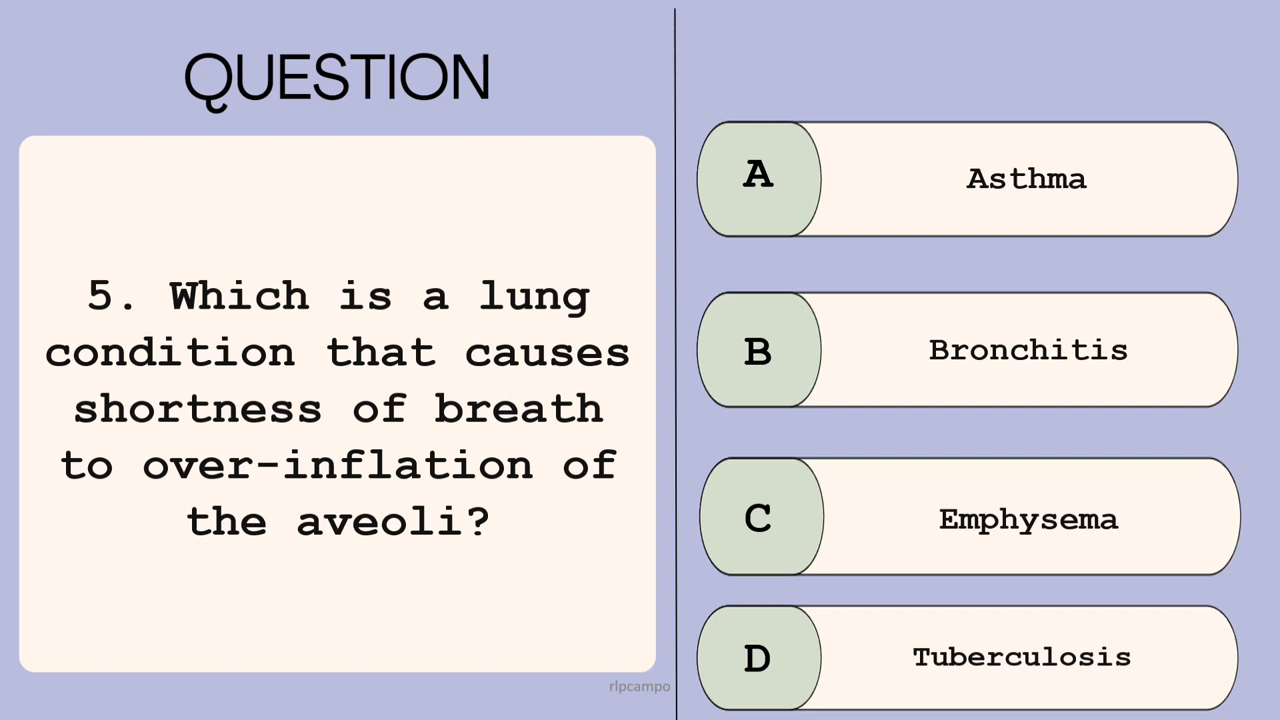 QUESTION
5. Which is a lung
condition that causes
shortness of breath
to over-inflation of
the aveoli?
A
Asthma
B
Bronchitis
C
Emphysema
D
Tuberculosis
rlpcampo